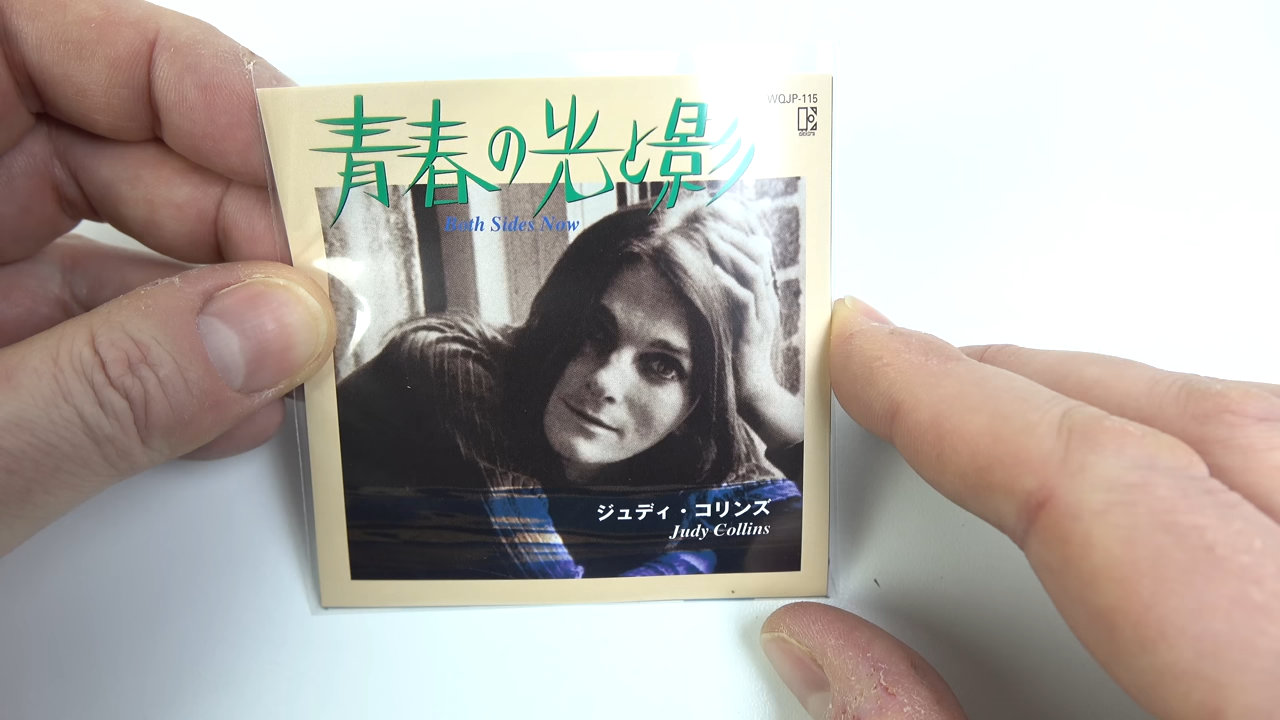 WQJP-115
elektra
青春の光と影
Both Sides Now
ジュディ・コリンズ
Judy Collins